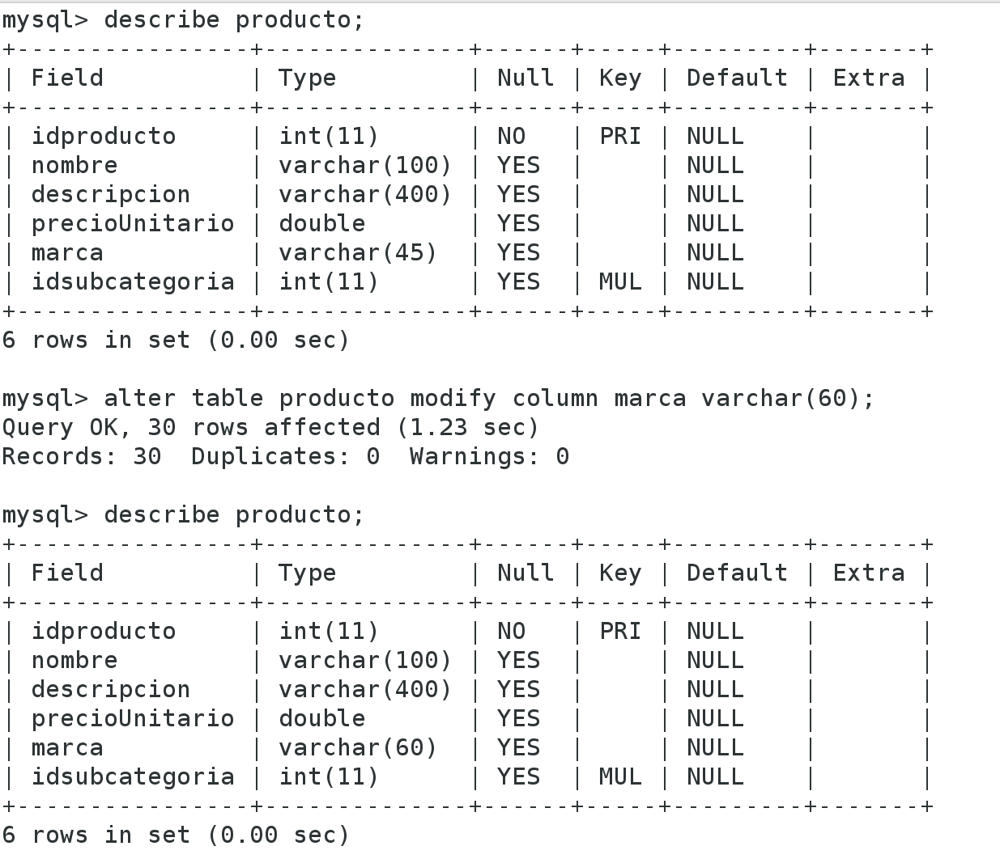 mysql> describe producto;
+----------------+--------------+------+-----+---------+-------+
| Field          | Type         | Null | Key | Default | Extra |
+----------------+--------------+------+-----+---------+-------+
| idproducto     | int(11)      | NO   | PRI | NULL    |       |
| nombre         | varchar(100) | YES  |     | NULL    |       |
| descripcion    | varchar(400) | YES  |     | NULL    |       |
| precioUnitario | double       | YES  |     | NULL    |       |
| marca          | varchar(45)  | YES  |     | NULL    |       |
| idsubcategoria | int(11)      | YES  | MUL | NULL    |       |
+----------------+--------------+------+-----+---------+-------+
6 rows in set (0.00 sec)

mysql> alter table producto modify column marca varchar(60);
Query OK, 30 rows affected (1.23 sec)
Records: 30  Duplicates: 0  Warnings: 0

mysql> describe producto;
+----------------+--------------+------+-----+---------+-------+
| Field          | Type         | Null | Key | Default | Extra |
+----------------+--------------+------+-----+---------+-------+
| idproducto     | int(11)      | NO   | PRI | NULL    |       |
| nombre         | varchar(100) | YES  |     | NULL    |       |
| descripcion    | varchar(400) | YES  |     | NULL    |       |
| precioUnitario | double       | YES  |     | NULL    |       |
| marca          | varchar(60)  | YES  |     | NULL    |       |
| idsubcategoria | int(11)      | YES  | MUL | NULL    |       |
+----------------+--------------+------+-----+---------+-------+
6 rows in set (0.00 sec)